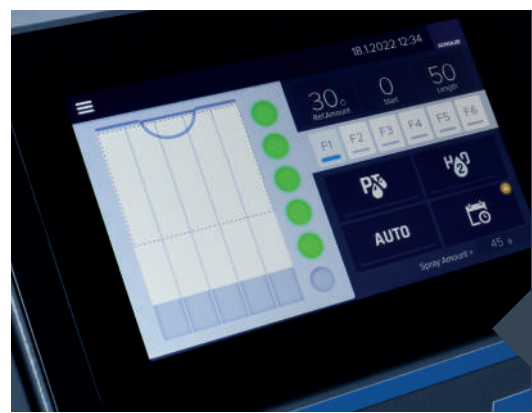 18.1.2022 12:34
30 G
Ref.Amount
0
Start
50
Length
F1 F2 F3 F4 F5 F6
P
H2O
AUTO
Spray Amount
45